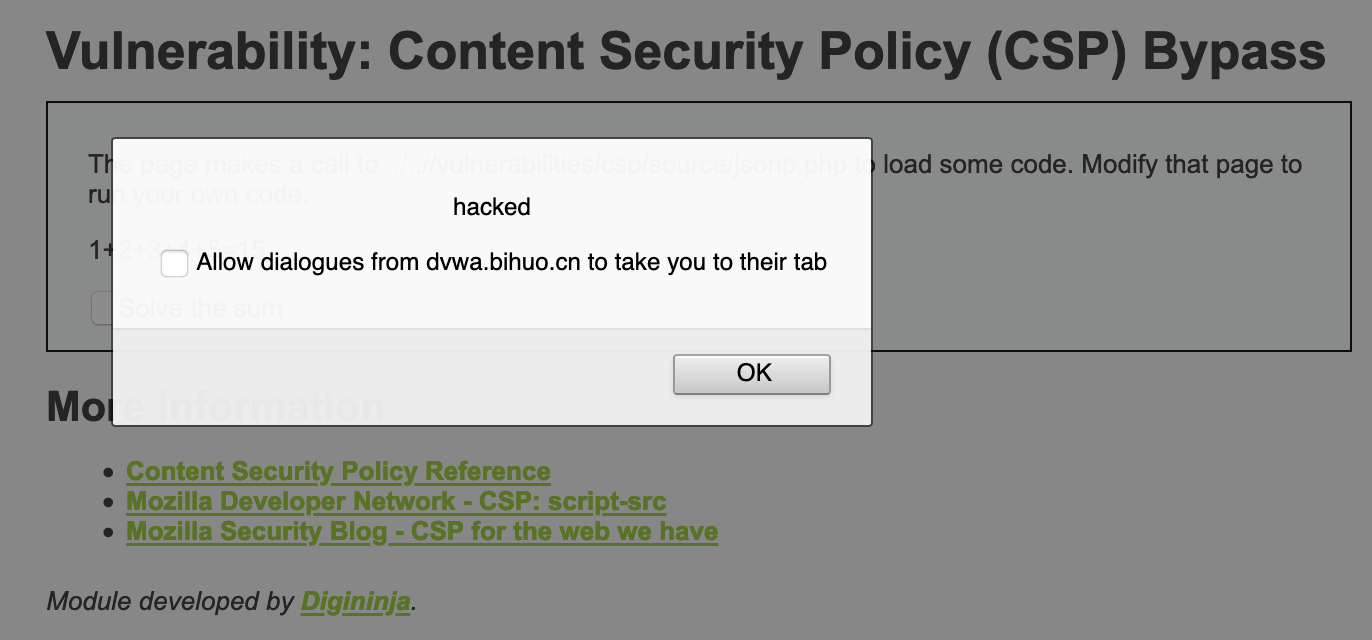 Vulnerability: Content Security Policy (CSP) Bypass
The page makes a call to ../..//vulnerabilities/csp/source/jsonp.php to load some code. Modify that page to
run your own code.
hacked
1+2+3+4+5=15
Allow dialogues from dvwa.bihuo.cn to take you to their tab
Solve the sum
OK
More Information
Content Security Policy Reference
Mozilla Developer Network - CSP: script-src
Mozilla Security Blog - CSP for the web we have
Module developed by Digininja.